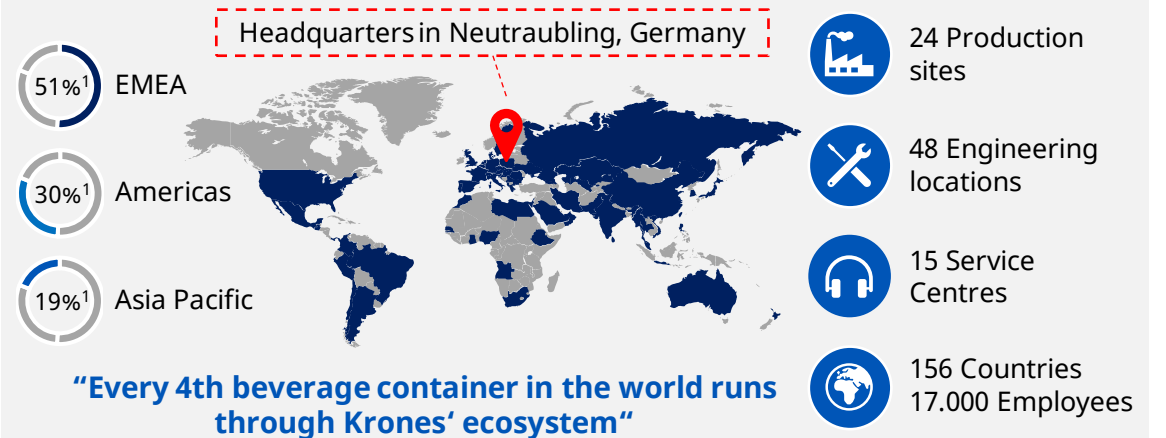 Headquarters in Neutraubling, Germany
51%¹ EMEA
30%¹ Americas
19%¹ Asia Pacific
24 Production
sites
48 Engineering
locations
15 Service
Centres
156 Countries
17.000 Employees
“Every 4th beverage container in the world runs
through Krones‘ ecosystem“